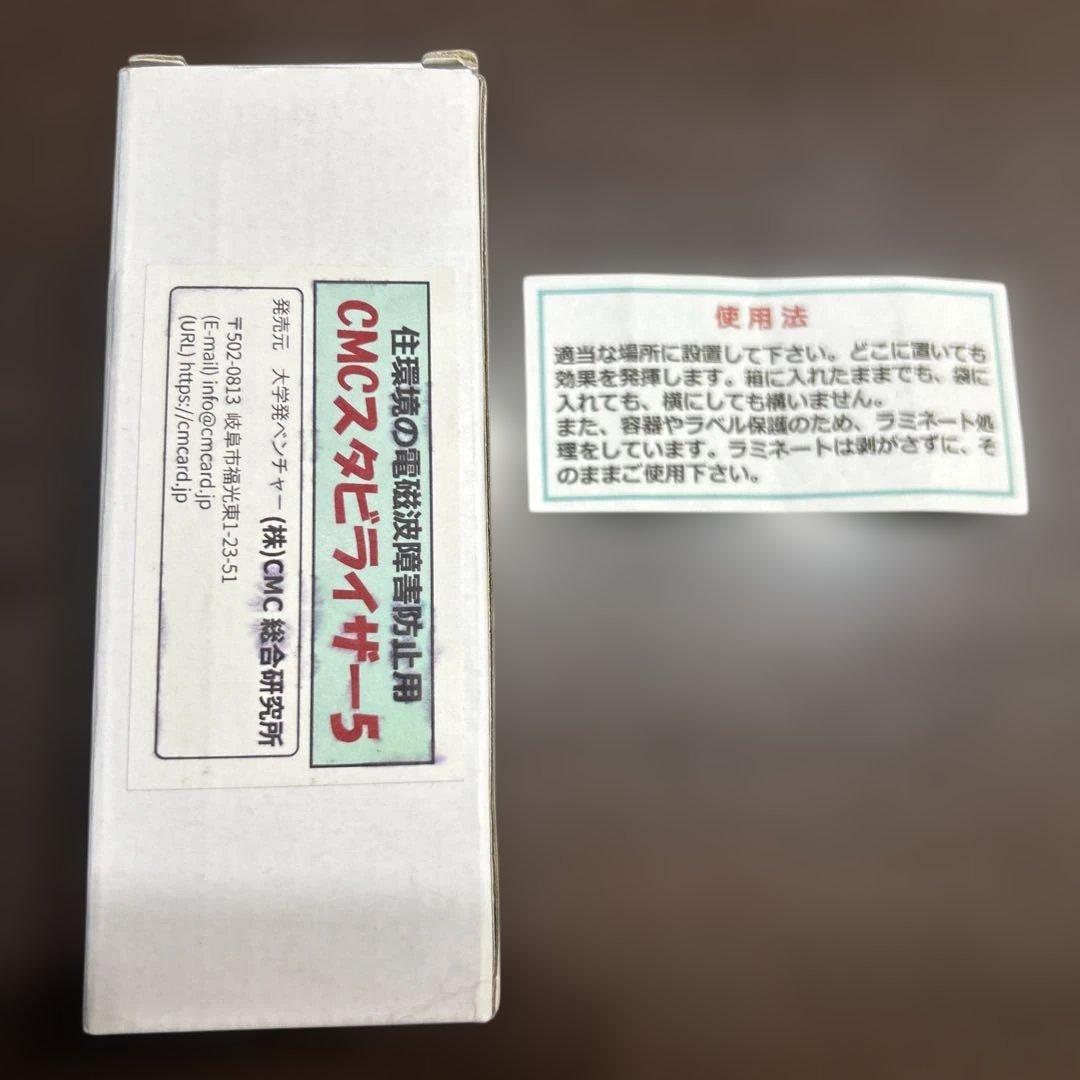 住環境の電磁波障害防止用
CMCスタビライザー5
発売元 大学発ベンチャー (株)CMC 総合研究所
〒502-0813 岐阜市福光東1-23-51
(E-mail) info@cmcard.jp
(URL) https://cmcard.jp
使用法
適当な場所に設置して下さい。どこに置いても
効果を発揮します。箱に入れたままでも、袋に
入れても、横にしても構いません。
また、容器やラベル保護のため、ラミネート処
理をしています。ラミネートは剥がさずに、そ
のままご使用下さい。